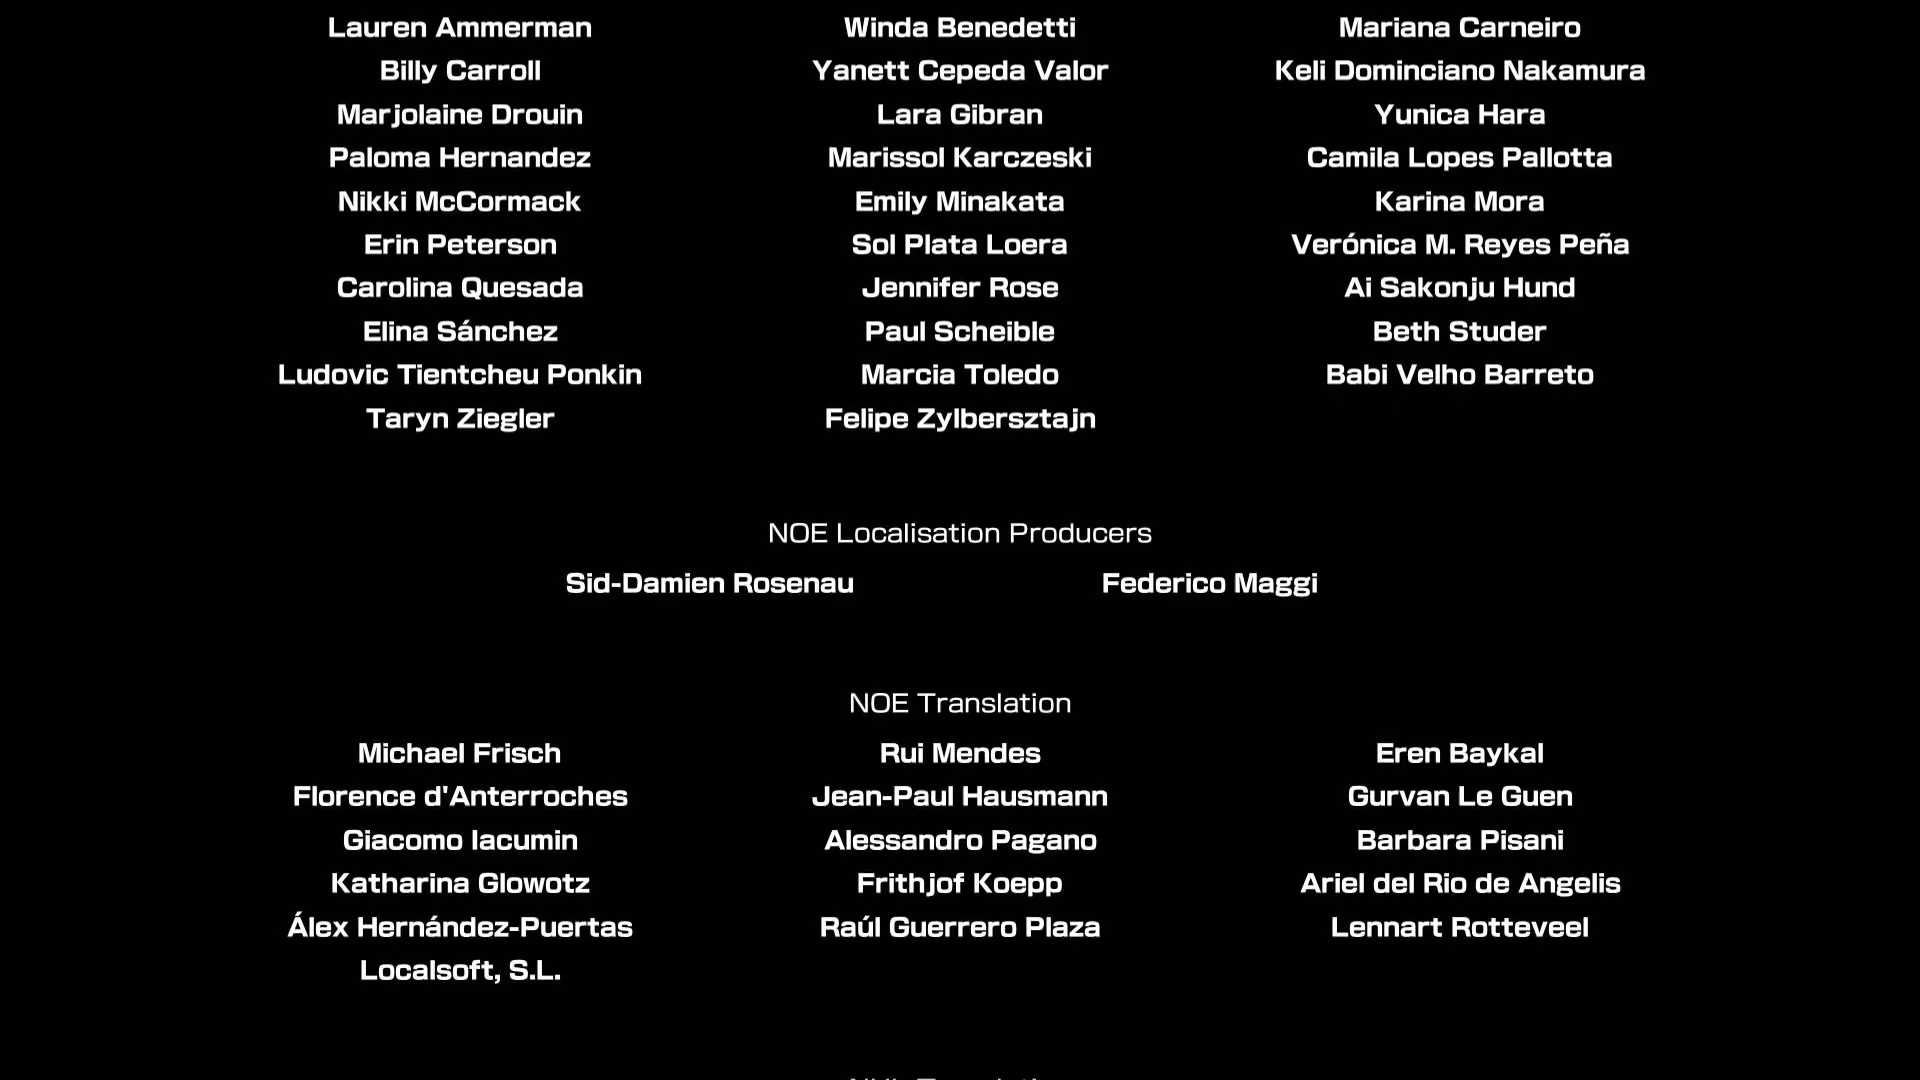 Lauren Ammerman Winda Benedetti Mariana Carneiro
Billy Carroll Yanett Cepeda Valor Keli Dominciano Nakamura
Marjolaine Drouin Lara Gibran Yunica Hara
Paloma Hernandez Marissol Karczeski Camila Lopes Pallotta
Nikki McCormack Emily Minakata Karina Mora
Erin Peterson Sol Plata Loera Verónica M. Reyes Peña
Carolina Quesada Jennifer Rose Ai Sakonju Hund
Elina Sánchez Paul Scheible Beth Studer
Ludovic Tientcheu Ponkin Marcia Toledo Babi Velho Barreto
Taryn Ziegler Felipe Zylbersztajn
NOE Localisation Producers
Sid-Damien Rosenau Federico Maggi
NOE Translation
Michael Frisch Rui Mendes Eren Baykal
Florence d'Anterroches Jean-Paul Hausmann Gurvan Le Guen
Giacomo Iacumin Alessandro Pagano Barbara Pisani
Katharina Glowotz Frithjof Koepp Ariel del Rio de Angelis
Álex Hernández-Puertas Raúl Guerrero Plaza Lennart Rotteveel
Localsoft, S.L.